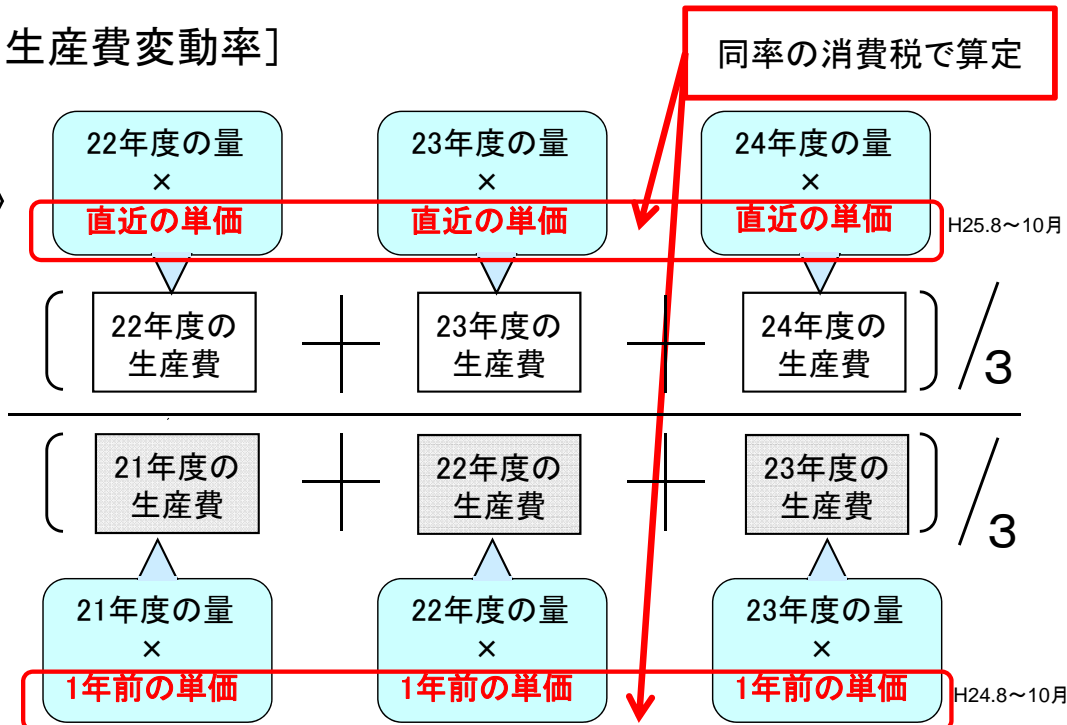 生産費変動率]
同率の消費税で算定
22年度の量
×
直近の単価
23年度の量
×
直近の単価
24年度の量
×
直近の単価
H25.8～10月
22年度の
生産費
＋
23年度の
生産費
＋
24年度の
生産費
/3
21年度の
生産費
＋
22年度の
生産費
＋
23年度の
生産費
/3
21年度の量
×
1年前の単価
22年度の量
×
1年前の単価
23年度の量
×
1年前の単価
H24.8～10月